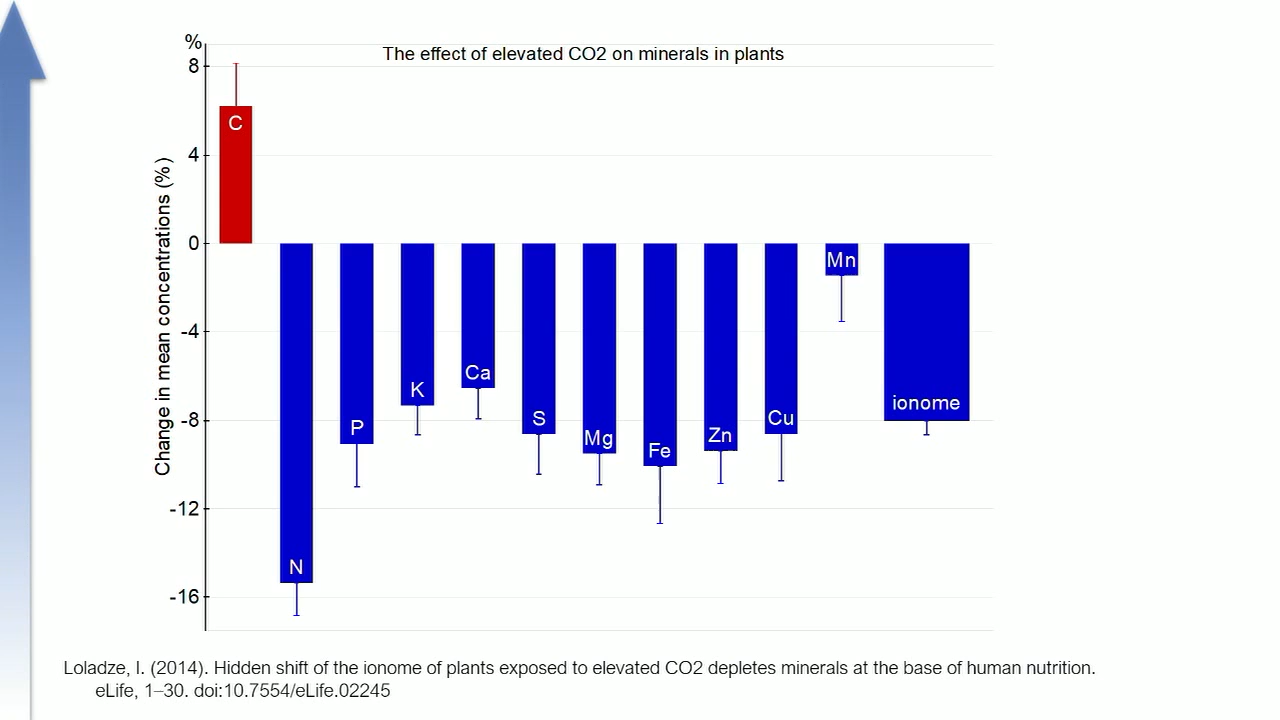 %
The effect of elevated CO2 on minerals in plants
8
C
4
Change in mean concentrations (%)
0
Mn
-4
Ca
K
ionome
-8
S
Cu
P
Mg
Zn
Fe
-12
N
-16
Loladze, I. (2014). Hidden shift of the ionome of plants exposed to elevated CO2 depletes minerals at the base of human nutrition.
eLife, 1–30. doi:10.7554/eLife.02245